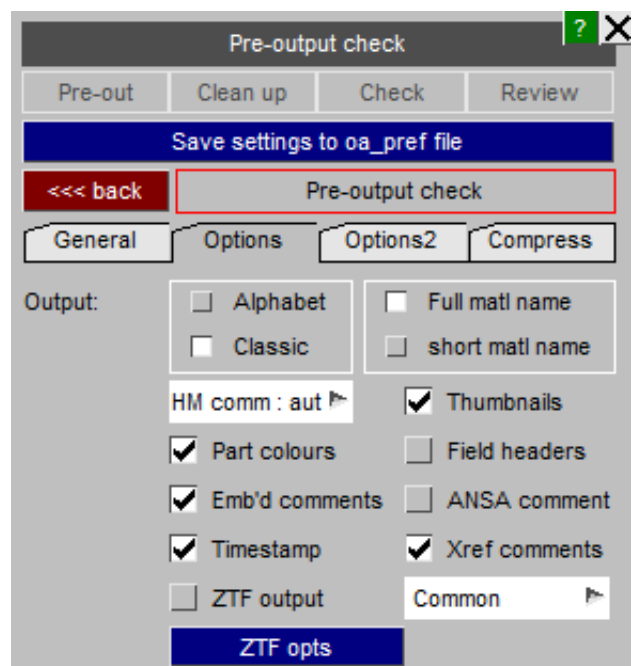 ?
Pre-output check
Pre-out Clean up Check Review
Save settings to oa_pref file
<<< back Pre-output check
General Options Options2 Compress
Output: Alphabet Full matl name
Classic short matl name
HM comm : aut Thumbnails
Part colours Field headers
Emb'd comments ANSA comment
Timestamp Xref comments
ZTF output Common
ZTF opts